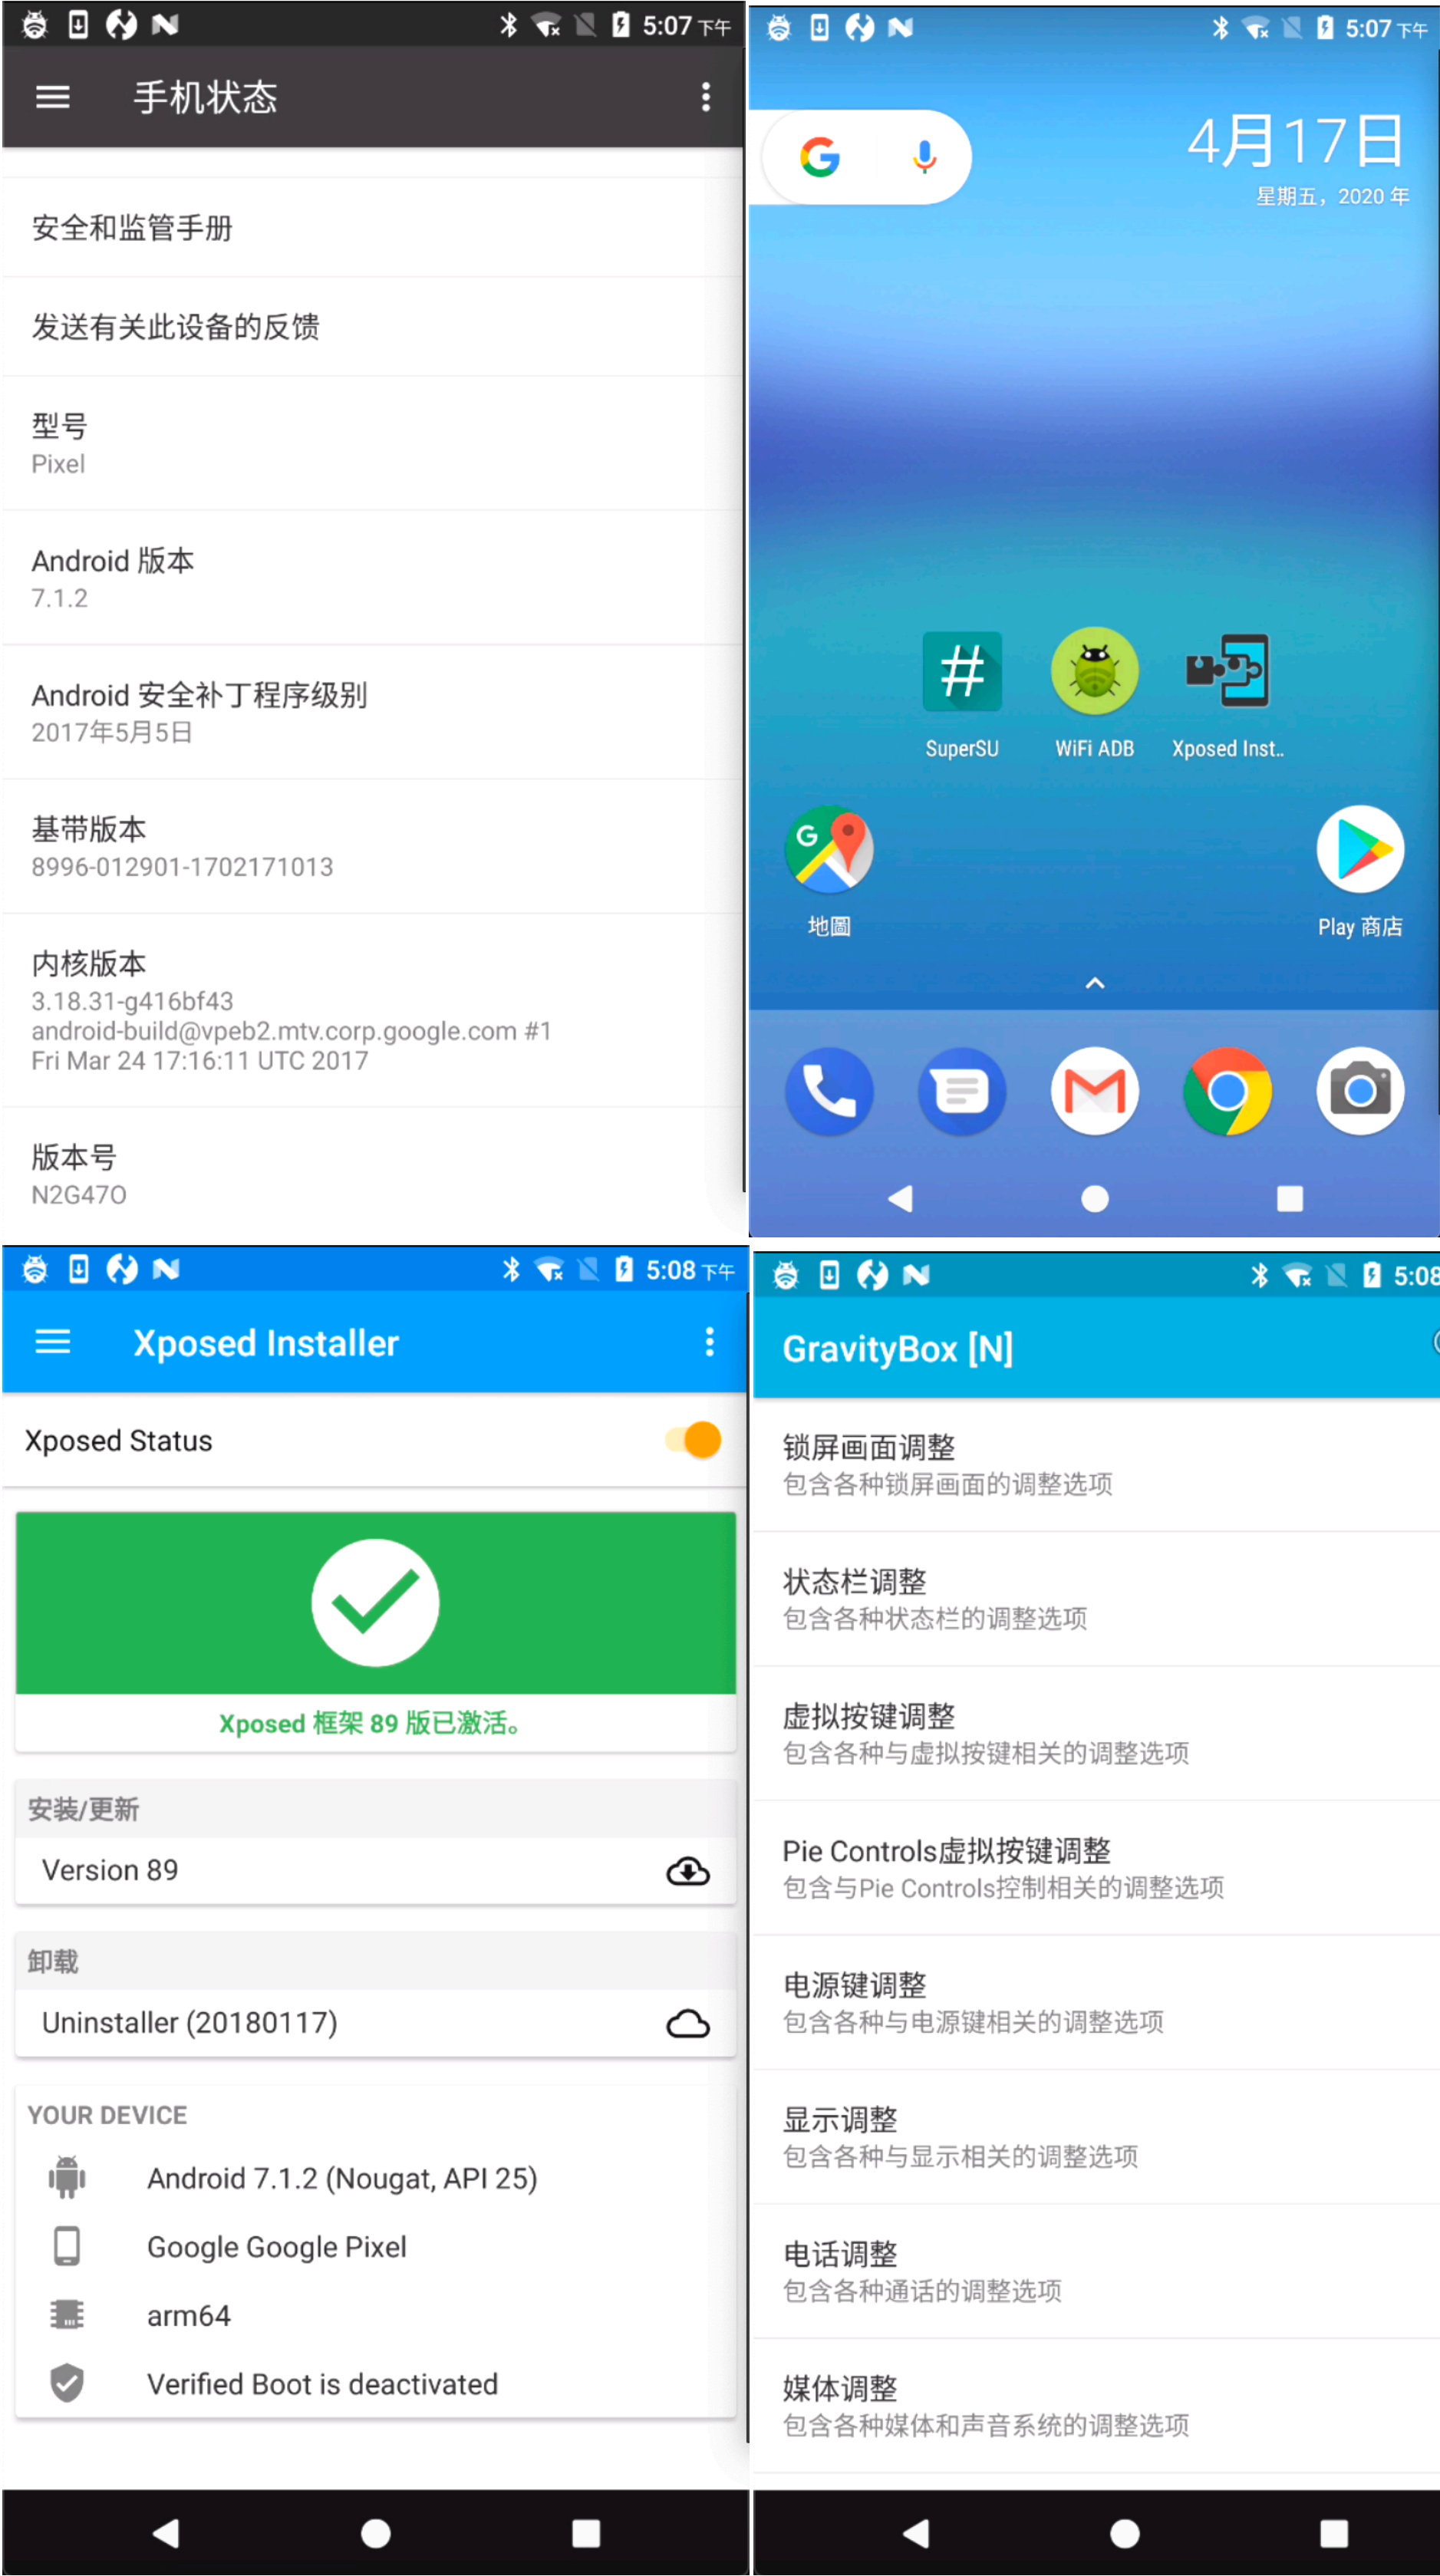 5:07 下午
手机状态
安全和监管手册
发送有关此设备的反馈
型号
Pixel
Android 版本
7.1.2
Android 安全补丁程序级别
2017年5月5日
基带版本
8996-012901-1702171013
内核版本
3.18.31-g416bf43
android-build@vpeb2.mtv.corp.google.com #1
Fri Mar 24 17:16:11 UTC 2017
版本号
N2G47O
5:07 下午
4月17日
星期五，2020 年
SuperSU
WiFi ADB
Xposed Inst..
地圖
Play 商店
5:08 下午
Xposed Installer
Xposed Status
Xposed 框架 89 版已激活。
安装/更新
Version 89
卸载
Uninstaller (20180117)
YOUR DEVICE
Android 7.1.2 (Nougat, API 25)
Google Google Pixel
arm64
Verified Boot is deactivated
5:08
GravityBox [N]
锁屏画面调整
包含各种锁屏画面的调整选项
状态栏调整
包含各种状态栏的调整选项
虚拟按键调整
包含各种与虚拟按键相关的调整选项
Pie Controls虚拟按键调整
包含与Pie Controls控制相关的调整选项
电源键调整
包含各种与电源键相关的调整选项
显示调整
包含各种与显示相关的调整选项
电话调整
包含各种通话的调整选项
媒体调整
包含各种媒体和声音系统的调整选项